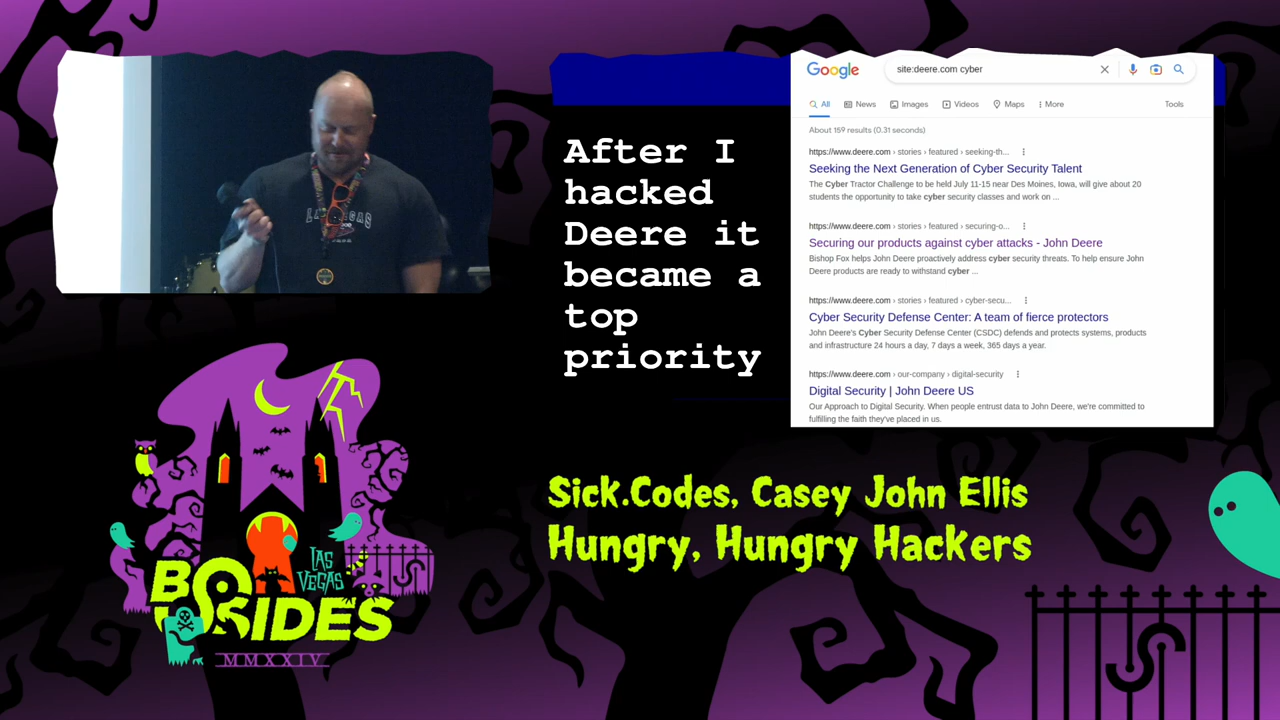 After I
hacked
Deere it
became a
top
priority
Google
site:deere.com cyber
All News Images Videos Maps More Tools
About 159 results (0.31 seconds)
https://www.deere.com › stories › featured › seeking-th...
Seeking the Next Generation of Cyber Security Talent
The Cyber Tractor Challenge to be held July 11-15 near Des Moines, Iowa, will give about 20
students the opportunity to take cyber security classes and work on ...
https://www.deere.com › stories › featured › securing-o...
Securing our products against cyber attacks - John Deere
Bishop Fox helps John Deere proactively address cyber security threats. To help ensure John
Deere products are ready to withstand cyber ...
https://www.deere.com › stories › featured › cyber-secu...
Cyber Security Defense Center: A team of fierce protectors
John Deere's Cyber Security Defense Center (CSDC) defends and protects systems, products
and infrastructure 24 hours a day, 7 days a week, 365 days a year.
https://www.deere.com › our-company › digital-security
Digital Security | John Deere US
Our Approach to Digital Security. When people entrust data to John Deere, we're committed to
fulfilling the faith they've placed in us.
Sick.Codes, Casey John Ellis
Hungry, Hungry Hackers
LAS
VEGAS
BSIDES
MMXXIV